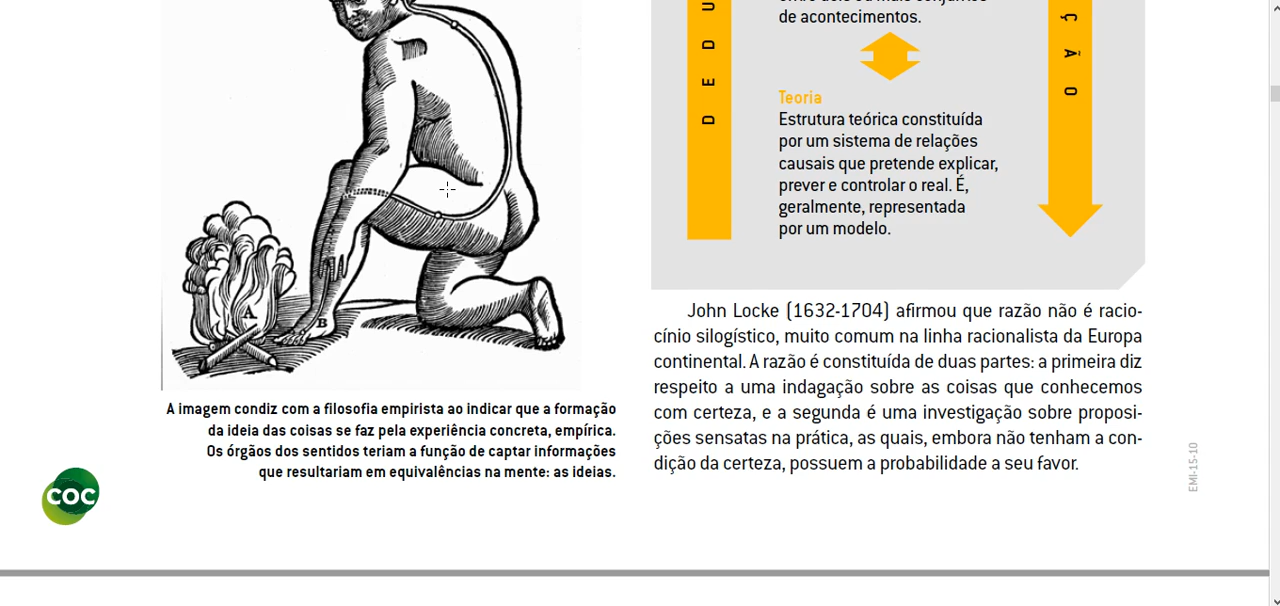 A
B
A imagem condiz com a filosofia empirista ao indicar que a formação
da ideia das coisas se faz pela experiência concreta, empírica.
Os órgãos dos sentidos teriam a função de captar informações
que resultariam em equivalências na mente: as ideias.
COC
D E D U
de acontecimentos.
Ç Ã O
Teoria
Estrutura teórica constituída
por um sistema de relações
causais que pretende explicar,
prever e controlar o real. É,
geralmente, representada
por um modelo.
John Locke (1632-1704) afirmou que razão não é racio-
cínio silogístico, muito comum na linha racionalista da Europa
continental. A razão é constituída de duas partes: a primeira diz
respeito a uma indagação sobre as coisas que conhecemos
com certeza, e a segunda é uma investigação sobre proposi-
ções sensatas na prática, as quais, embora não tenham a con-
dição da certeza, possuem a probabilidade a seu favor.
EMI-15-10